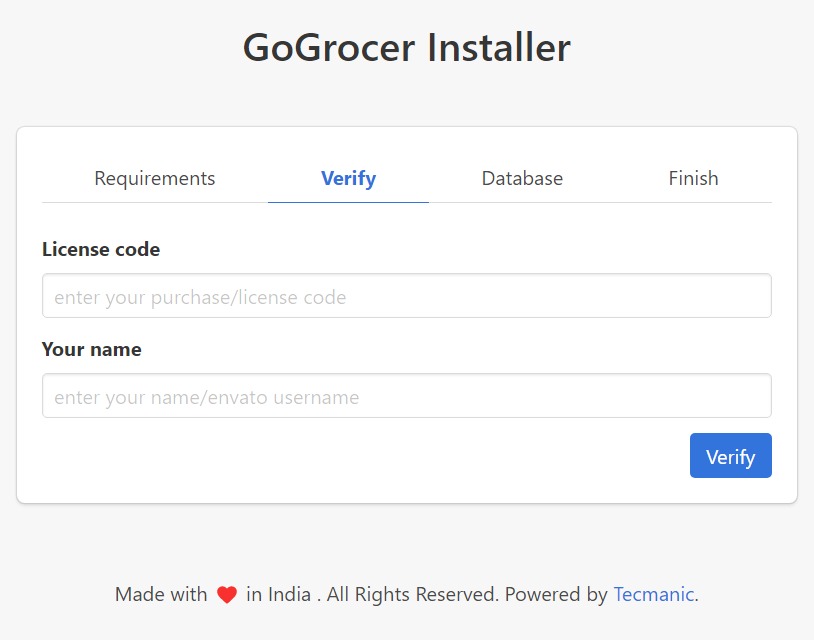 GoGrocer Installer
Requirements Verify Database Finish
License code
enter your purchase/license code
Your name
enter your name/envato username
Verify
Made with ❤ in India . All Rights Reserved. Powered by Tecmanic.